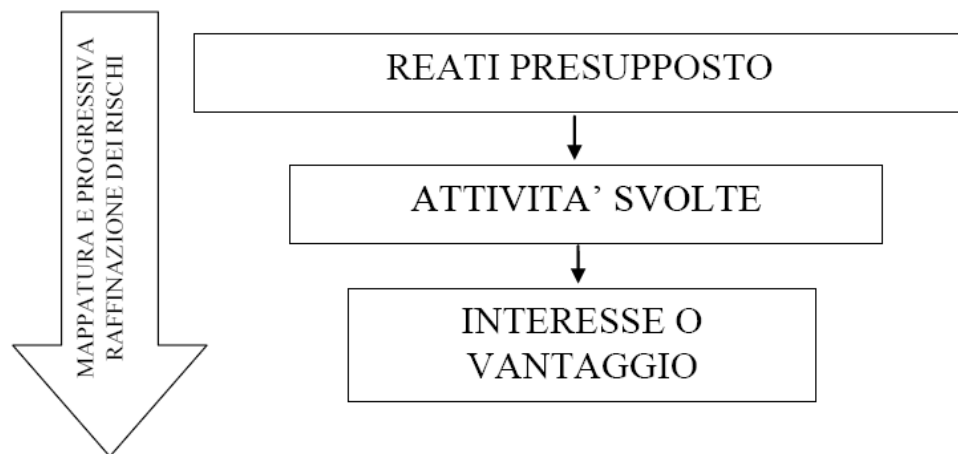 MAPPATURA E PROGRESSIVA
RAFFINAZIONE DEI RISCHI
REATI PRESUPPOSTO
ATTIVITA’ SVOLTE
INTERESSE O
VANTAGGIO